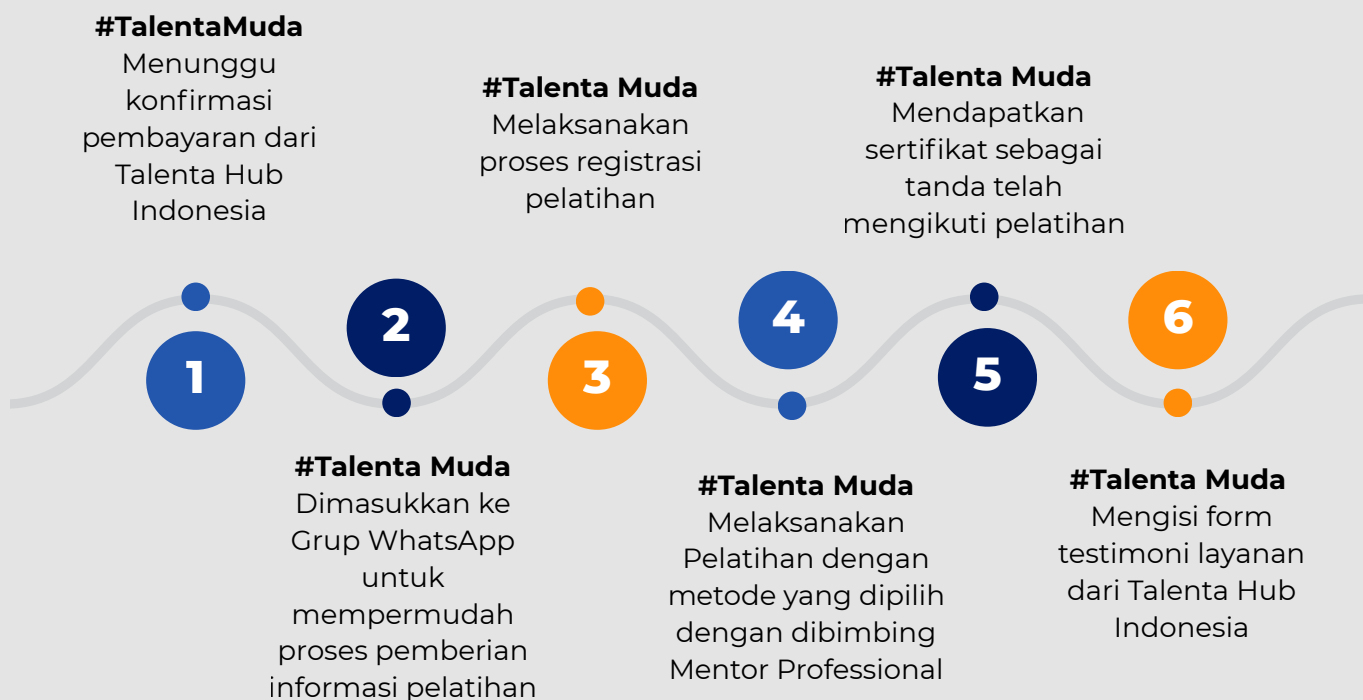 #TalentaMuda
Menunggu
konfirmasi
pembayaran dari
Talenta Hub
Indonesia
1
2
#Talenta Muda
Dimasukkan ke
Grup WhatsApp
untuk
mempermudah
proses pemberian
informasi pelatihan
#Talenta Muda
Melaksanakan
proses registrasi
pelatihan
3
4
#Talenta Muda
Melaksanakan
Pelatihan dengan
metode yang dipilih
dengan dibimbing
Mentor Professional
#Talenta Muda
Mendapatkan
sertifikat sebagai
tanda telah
mengikuti pelatihan
5
6
#Talenta Muda
Mengisi form
testimoni layanan
dari Talenta Hub
Indonesia